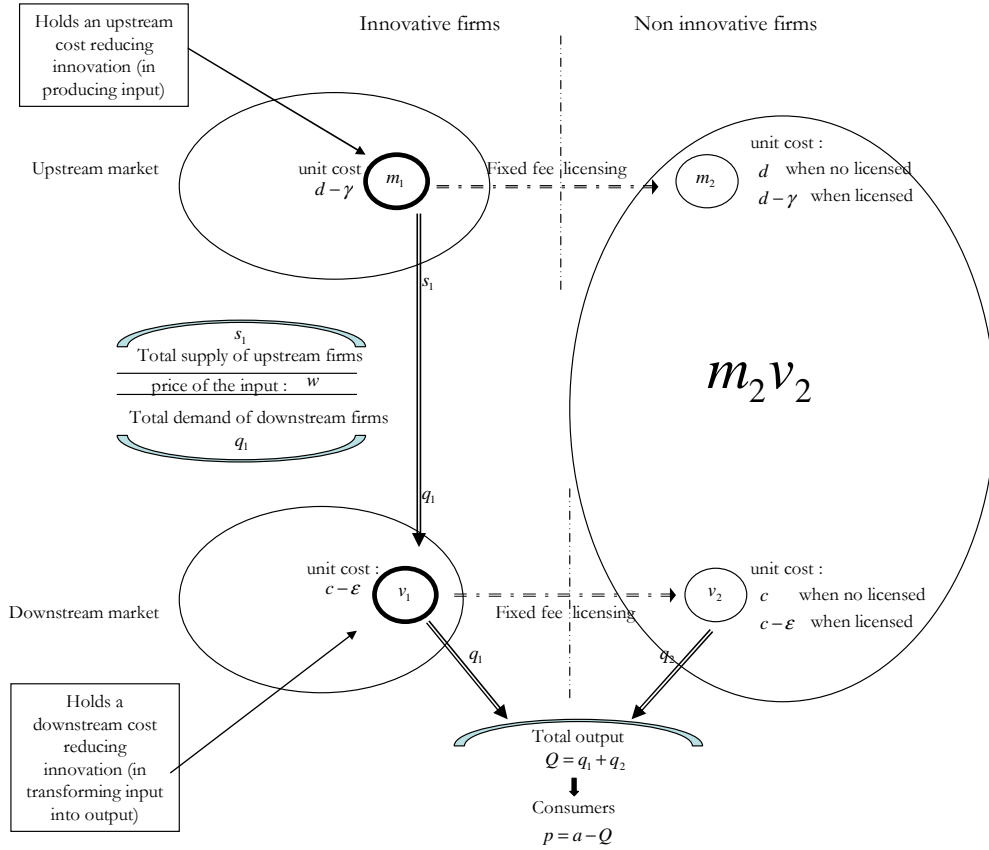 Holds an upstream
cost reducing
innovation (in
producing input)
Innovative firms
Non innovative firms
Upstream market
unit cost
d − γ
m₁
Fixed fee licensing
m₂
unit cost :
d when no licensed
d − γ when licensed
s₁
s₁
Total supply of upstream firms
price of the input : w
Total demand of downstream firms
q₁
m₂v₂
q₁
Downstream market
unit cost :
c − ε
v₁
Fixed fee licensing
v₂
unit cost :
c when no licensed
c − ε when licensed
q₁
q₂
Holds a
downstream cost
reducing
innovation (in
transforming input
into output)
Total output
Q = q₁ + q₂
Consumers
p = a − Q